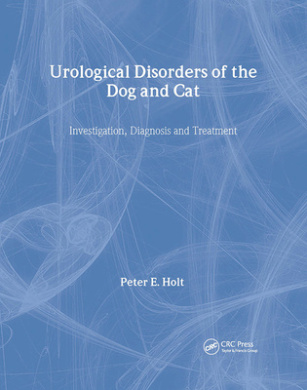 Urological Disorders of the
Dog and Cat
Investigation, Diagnosis and Treatment
Peter E. Holt
CRC Press
Taylor & Francis Group